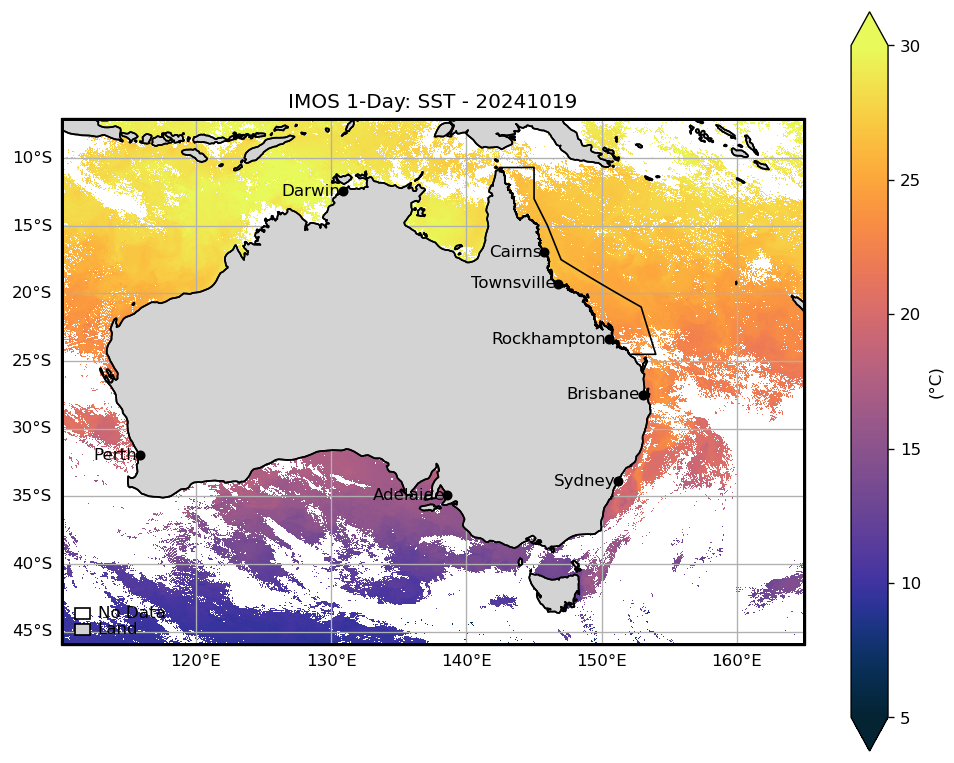 IMOS 1-Day: SST - 20241019
30
25
20
15
10
5
(°C)
10°S
15°S
20°S
25°S
30°S
35°S
40°S
45°S
Darwin
Cairns
Townsville
Rockhampton
Brisbane
Perth
Sydney
Adelaide
No Data
Land
120°E
130°E
140°E
150°E
160°E